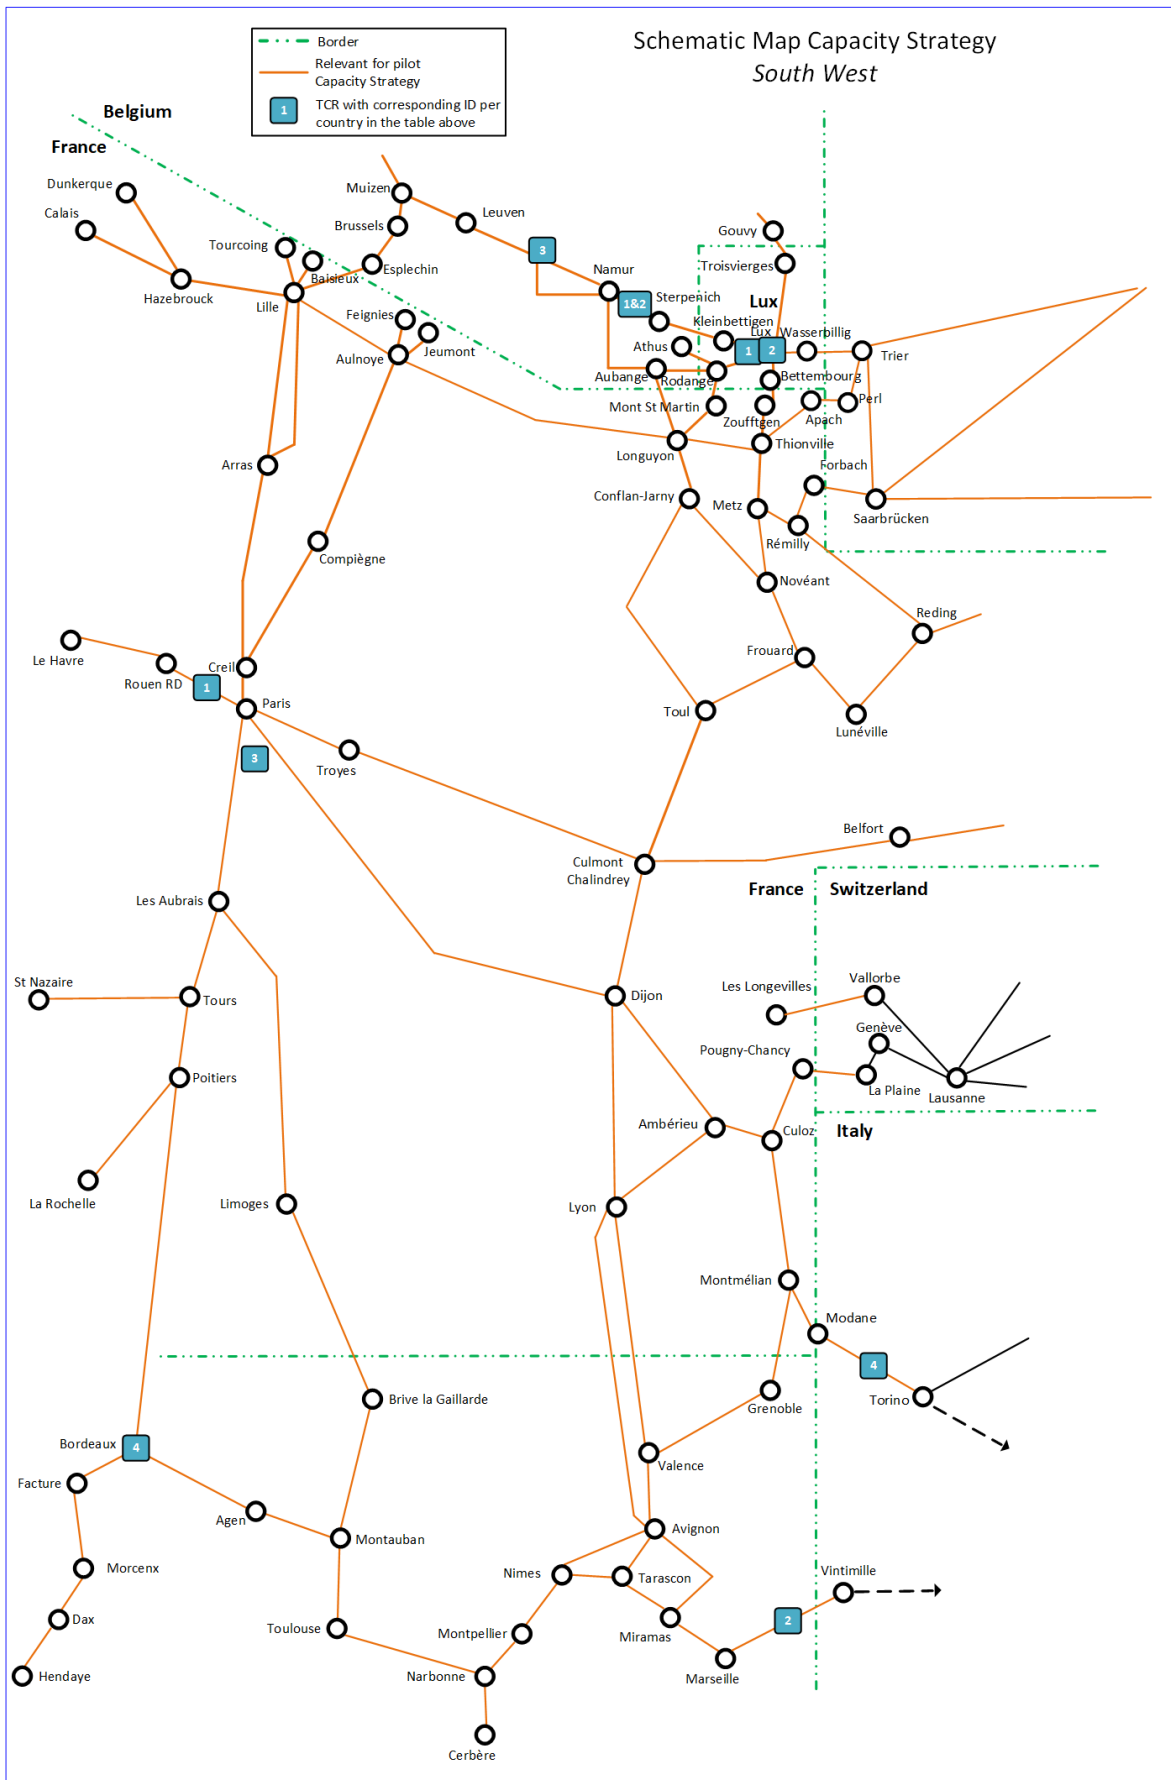 Schematic Map Capacity Strategy
South West
Border
Relevant for pilot
Capacity Strategy
1
TCR with corresponding ID per
country in the table above
Belgium
France
Dunkerque
Calais
Hazebrouck
Tourcoing
Baisieux
Lille
Muizen
Brussels
Esplechin
Leuven
3
Namur
1&2
Sterpenich
Kleinbettigen
Gouvy
Troisvierges
Lux
Lux
1
2
Wasserbillig
Trier
Feignies
Jeumont
Aulnoye
Athus
Aubange
Rodange
Bettembourg
Mont St Martin
Zoufftgen
Apach
Perl
Longuyon
Thionville
Forbach
Arras
Conflan-Jarny
Metz
Rémilly
Saarbrücken
Compiègne
Novéant
Reding
Le Havre
Rouen RD
1
Creil
Paris
Frouard
Toul
Lunéville
3
Troyes
Belfort
Culmont
Chalindrey
France
Switzerland
Les Aubrais
St Nazaire
Tours
Dijon
Les Longevilles
Vallorbe
Genève
Pougny-Chancy
La Plaine
Lausanne
Poitiers
Ambérieu
Culoz
Italy
La Rochelle
Limoges
Lyon
Montmélian
Modane
4
Torino
Brive la Gaillarde
Grenoble
Bordeaux
4
Valence
Facture
Agen
Montauban
Avignon
Morcenx
Nimes
Tarascon
Vintimille
Dax
Toulouse
Montpellier
Miramas
2
Hendaye
Narbonne
Marseille
Cerbère